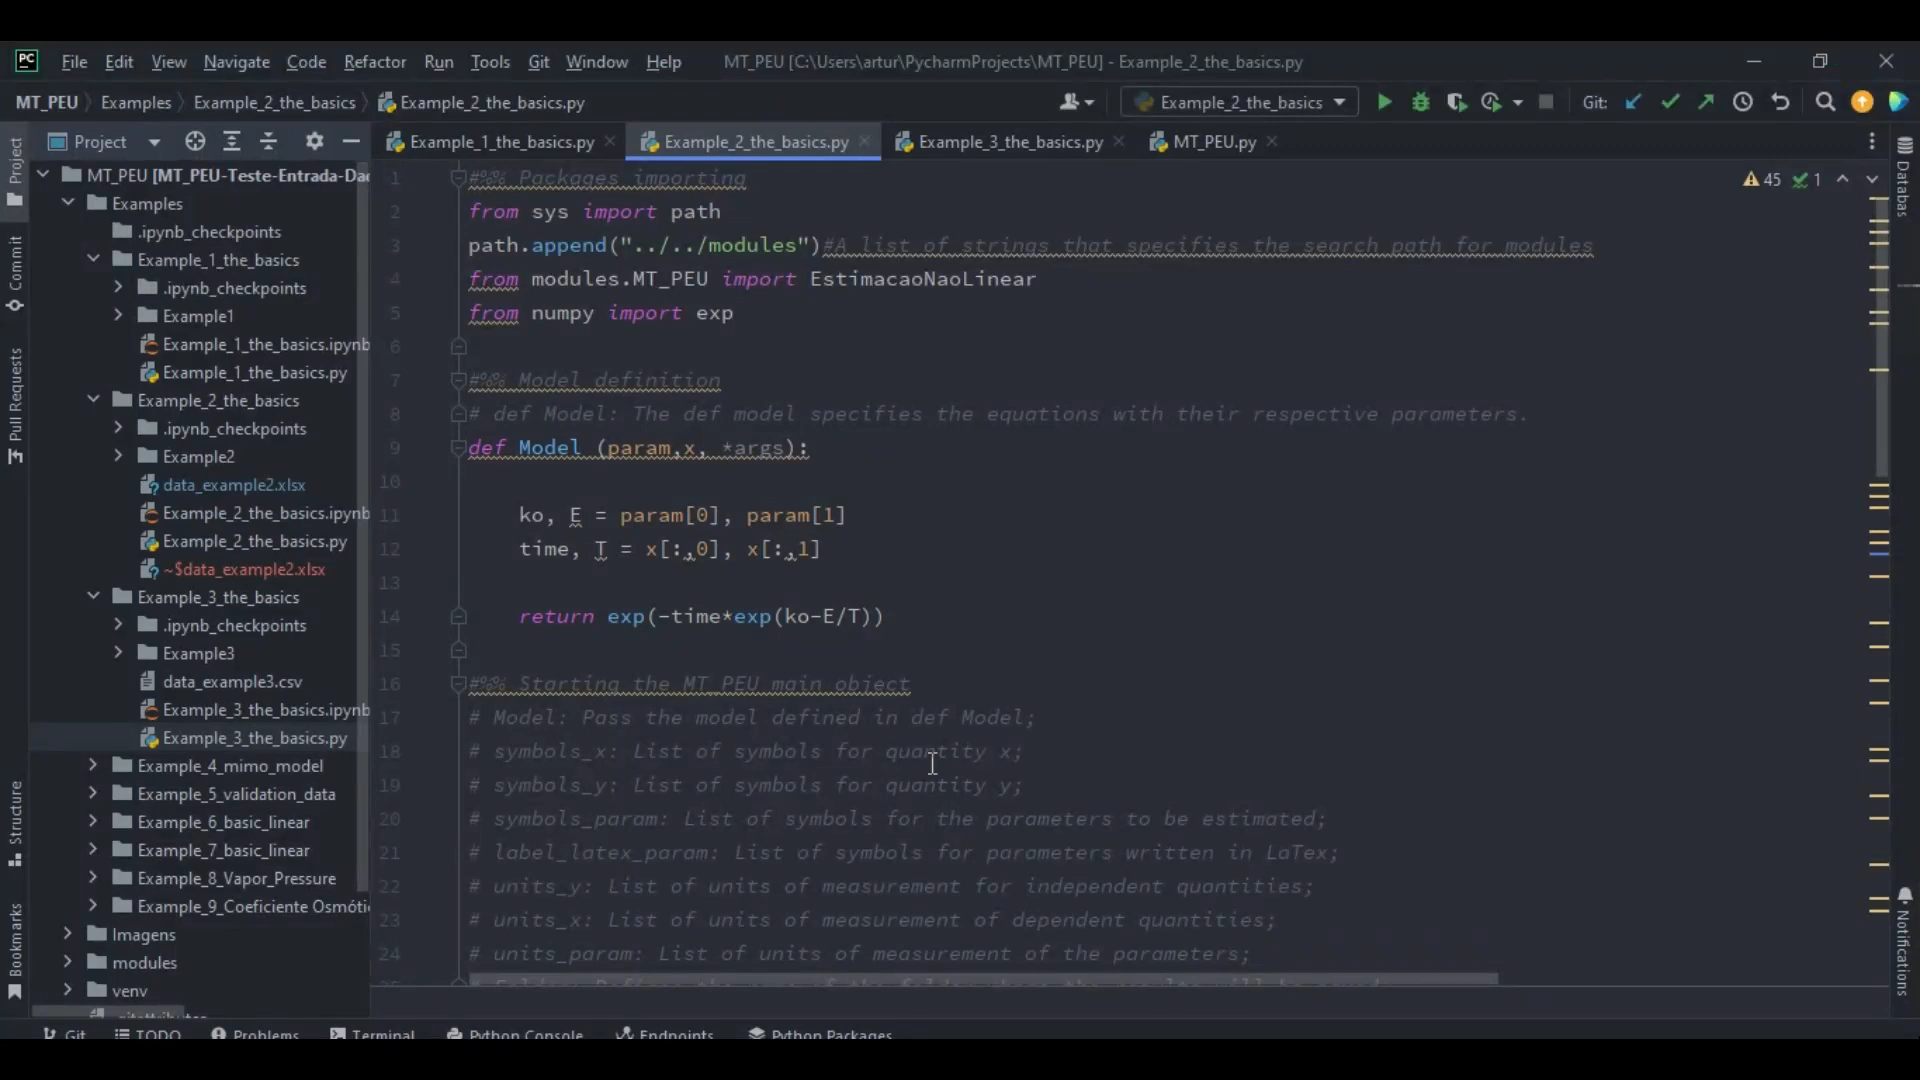 PC File Edit View Navigate Code Refactor Run Tools Git Window Help MT_PEU [C:\Users\artur\PycharmProjects\MT_PEU] - Example_2_the_basics.py
MT_PEU Examples Example_2_the_basics Example_2_the_basics.py Example_2_the_basics Git:
Project Example_1_the_basics.py Example_2_the_basics.py Example_3_the_basics.py MT_PEU.py
Project
Commit
Pull Requests
Structure
Bookmarks
MT_PEU [MT_PEU-Teste-Entrada-Dad
Examples
.ipynb_checkpoints
Example_1_the_basics
.ipynb_checkpoints
Example1
Example_1_the_basics.ipynb
Example_1_the_basics.py
Example_2_the_basics
.ipynb_checkpoints
Example2
data_example2.xlsx
Example_2_the_basics.ipynb
Example_2_the_basics.py
~$data_example2.xlsx
Example_3_the_basics
.ipynb_checkpoints
Example3
data_example3.csv
Example_3_the_basics.ipynb
Example_3_the_basics.py
Example_4_mimo_model
Example_5_validation_data
Example_6_basic_linear
Example_7_basic_linear
Example_8_Vapor_Pressure
Example_9_Coeficiente Osmóti
Imagens
modules
venv
.gitattributes
45 1
1 #%% Packages importing
2 from sys import path
3 path.append("../../modules")#A list of strings that specifies the search path for modules
4 from modules.MT_PEU import EstimacaoNaoLinear
5 from numpy import exp
6
7 #%% Model definition
8 # def Model: The def model specifies the equations with their respective parameters.
9 def Model (param,x, *args):
10
11 ko, E = param[0], param[1]
12 time, T = x[:,0], x[:,1]
13
14 return exp(-time*exp(ko-E/T))
15
16 #%% Starting the MT_PEU main object
17 # Model: Pass the model defined in def Model;
18 # symbols_x: List of symbols for quantity x;
19 # symbols_y: List of symbols for quantity y;
20 # symbols_param: List of symbols for the parameters to be estimated;
21 # label_latex_param: List of symbols for parameters written in LaTex;
22 # units_y: List of units of measurement for independent quantities;
23 # units_x: List of units of measurement of dependent quantities;
24 # units_param: List of units of measurement of the parameters;
Databas
Notifications
Git TODO Problems Terminal Python Console Endpoints Python Packages